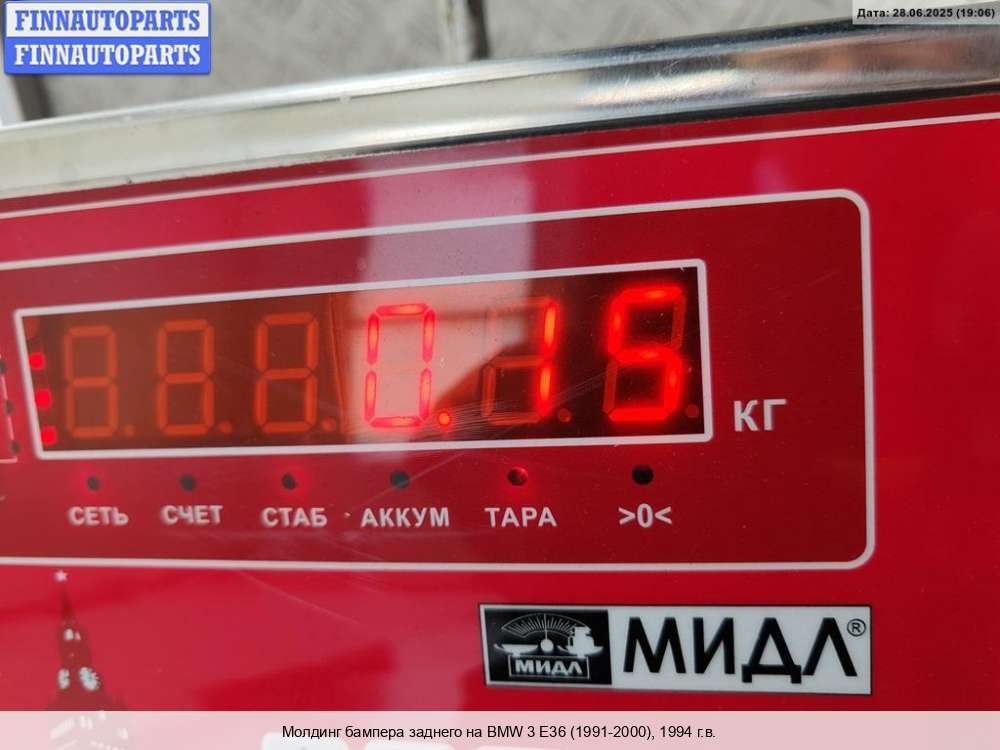 FINNAUTOPARTS
FINNAUTOPARTS
Дата: 28.06.2025 (19:06)
0.15
КГ
СЕТЬ СЧЕТ СТАБ АККУМ ТАРА >0<
МИДЛ МИДЛ®
Молдинг бампера заднего на BMW 3 E36 (1991-2000), 1994 г.в.